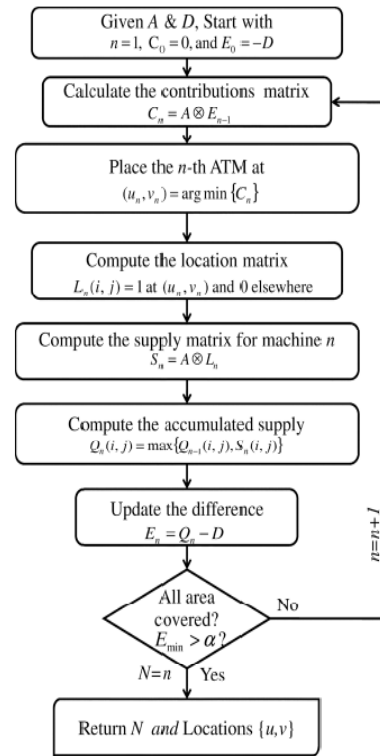 Given A & D, Start with
n=1, C₀=0, and E₀=−D
Calculate the contributions matrix
Cₙ = A⊗Eₙ₋₁
Place the n-th ATM at
(uₙ,vₙ)=arg min {Cₙ}
Compute the location matrix
Lₙ(i, j)=1 at (uₙ,vₙ) and 0 elsewhere
Compute the supply matrix for machine n
Sₙ=A⊗Lₙ
Compute the accumulated supply
Qₙ(i, j)=max{Qₙ₋₁(i, j),Sₙ(i, j)}
Update the difference
Eₙ=Qₙ−D
n=n+1
All area
covered?
No
E_min > α?
N=n Yes
Return N and Locations {u,v}